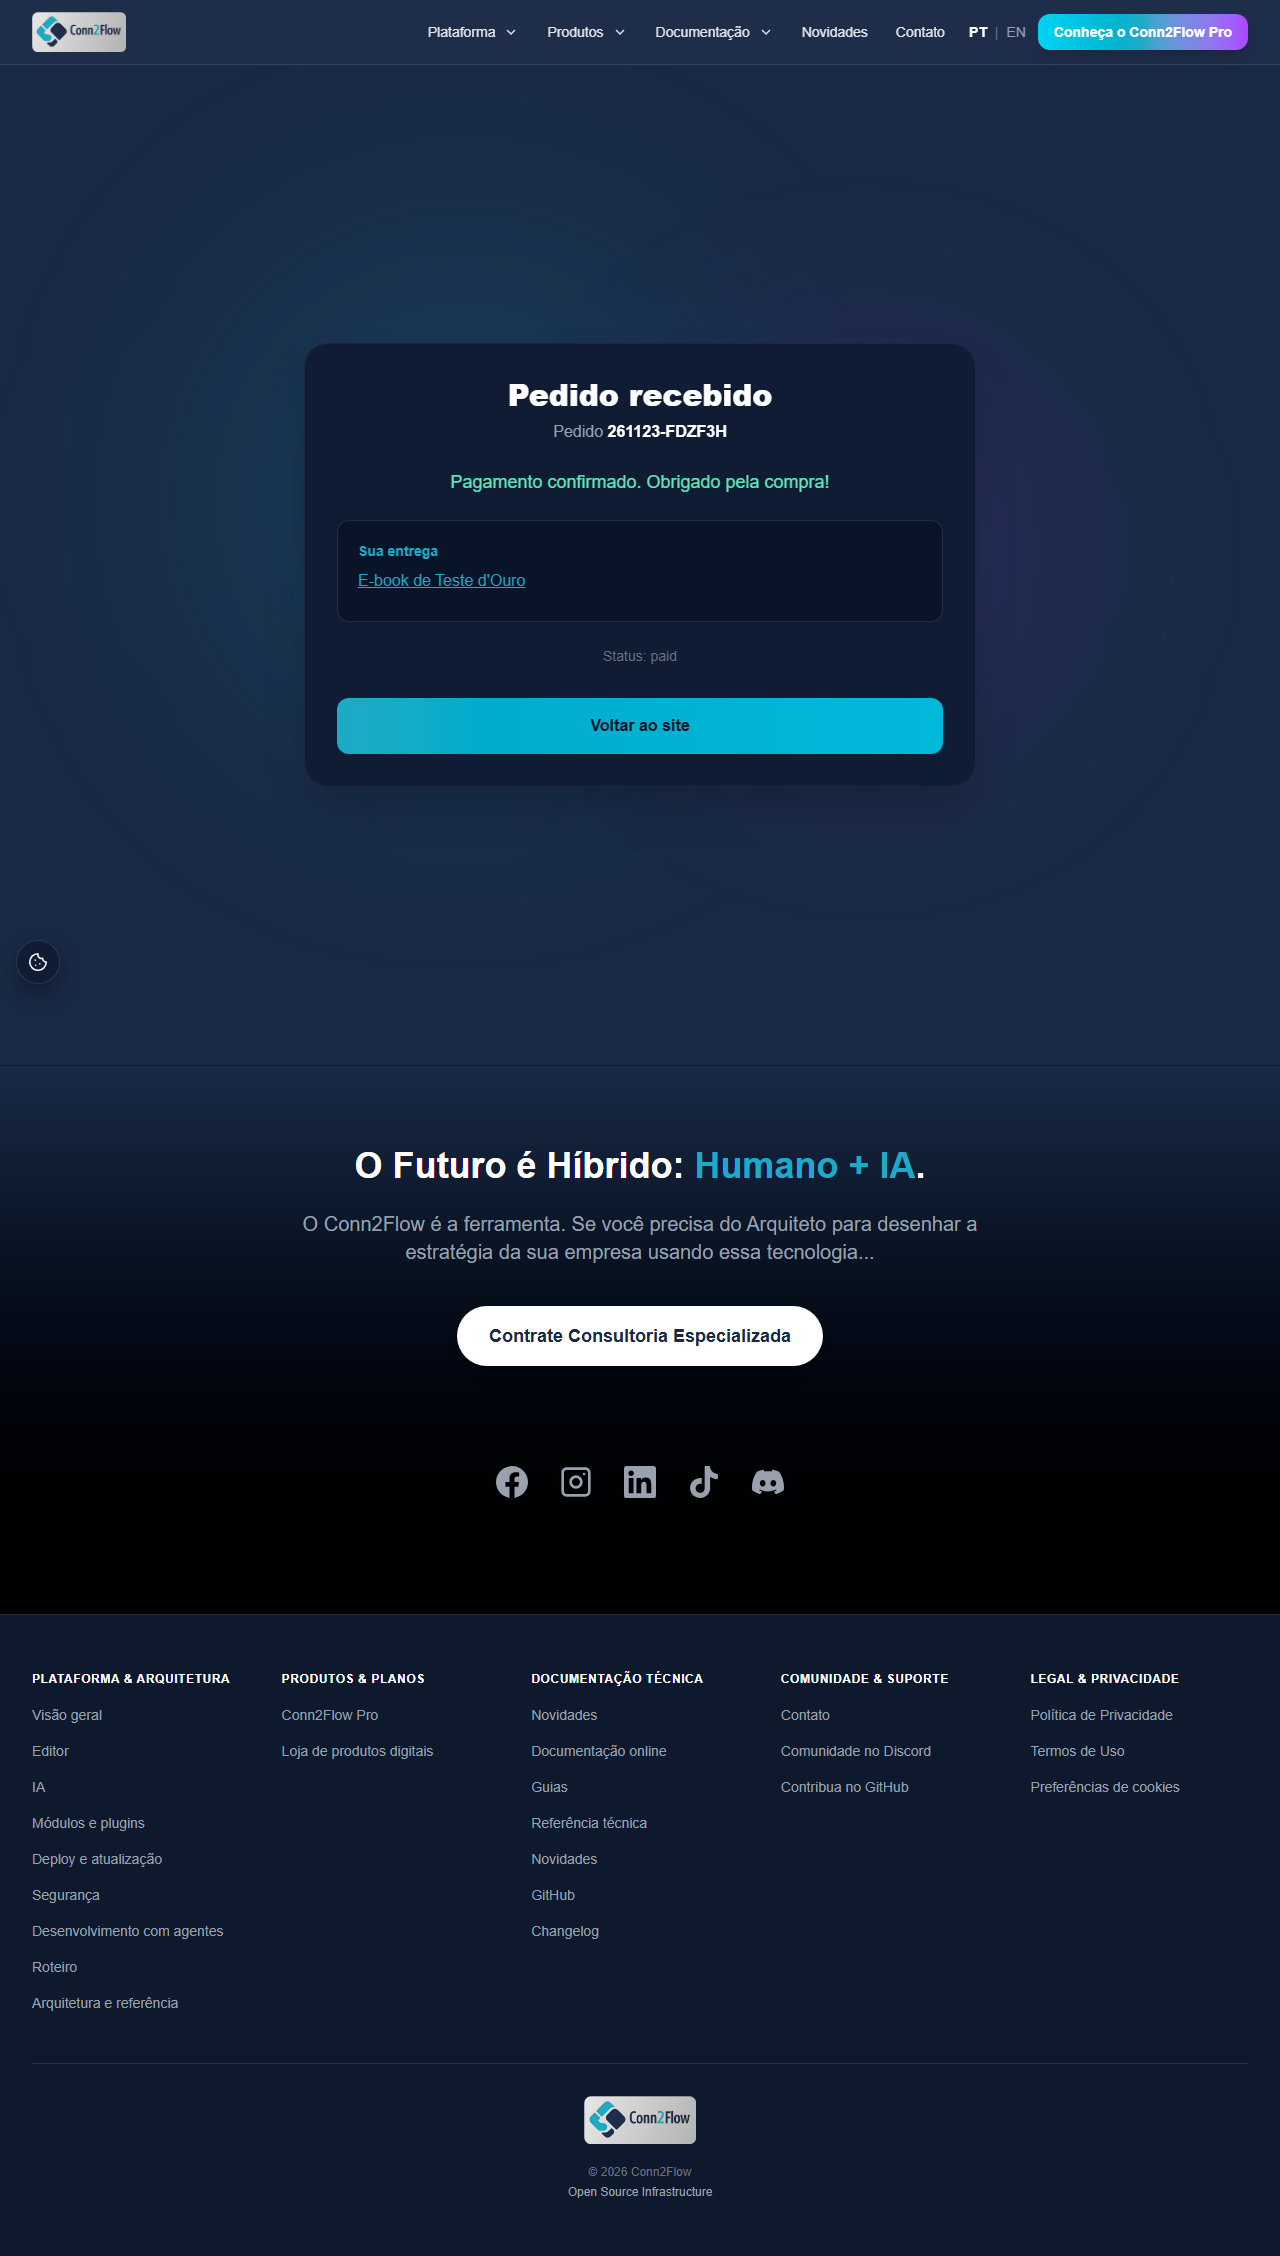 Conn2Flow
Plataforma
Produtos
Documentação
Novidades
Contato
PT | EN
Conheça o Conn2Flow Pro
Pedido recebido
Pedido 261123-FDZF3H
Pagamento confirmado. Obrigado pela compra!
Sua entrega
E-book de Teste d'Ouro
Status: paid
Voltar ao site
O Futuro é Híbrido: Humano + IA.
O Conn2Flow é a ferramenta. Se você precisa do Arquiteto para desenhar a
estratégia da sua empresa usando essa tecnologia...
Contrate Consultoria Especializada
PLATAFORMA & ARQUITETURA
Visão geral
Editor
IA
Módulos e plugins
Deploy e atualização
Segurança
Desenvolvimento com agentes
Roteiro
Arquitetura e referência
PRODUTOS & PLANOS
Conn2Flow Pro
Loja de produtos digitais
DOCUMENTAÇÃO TÉCNICA
Novidades
Documentação online
Guias
Referência técnica
Novidades
GitHub
Changelog
COMUNIDADE & SUPORTE
Contato
Comunidade no Discord
Contribua no GitHub
LEGAL & PRIVACIDADE
Política de Privacidade
Termos de Uso
Preferências de cookies
Conn2Flow
© 2026 Conn2Flow
Open Source Infrastructure